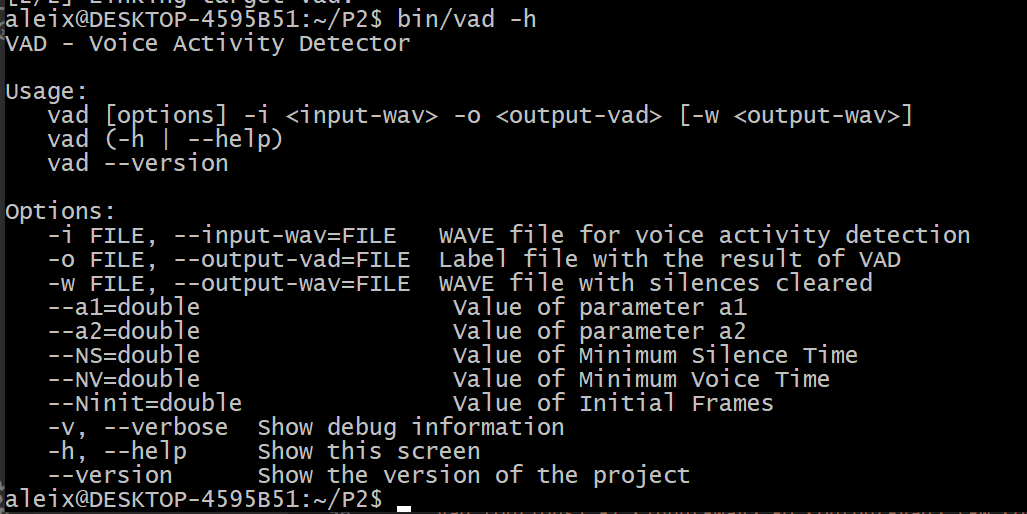 aleix@DESKTOP-4595B51:~/P2$ bin/vad -h
VAD - Voice Activity Detector

Usage:
   vad [options] -i <input-wav> -o <output-vad> [-w <output-wav>]
   vad (-h | --help)
   vad --version

Options:
   -i FILE, --input-wav=FILE   WAVE file for voice activity detection
   -o FILE, --output-vad=FILE  Label file with the result of VAD
   -w FILE, --output-wav=FILE  WAVE file with silences cleared
   --a1=double                  Value of parameter a1
   --a2=double                  Value of parameter a2
   --NS=double                  Value of Minimum Silence Time
   --NV=double                  Value of Minimum Voice Time
   --Ninit=double               Value of Initial Frames
   -v, --verbose  Show debug information
   -h, --help     Show this screen
   --version      Show the version of the project
aleix@DESKTOP-4595B51:~/P2$